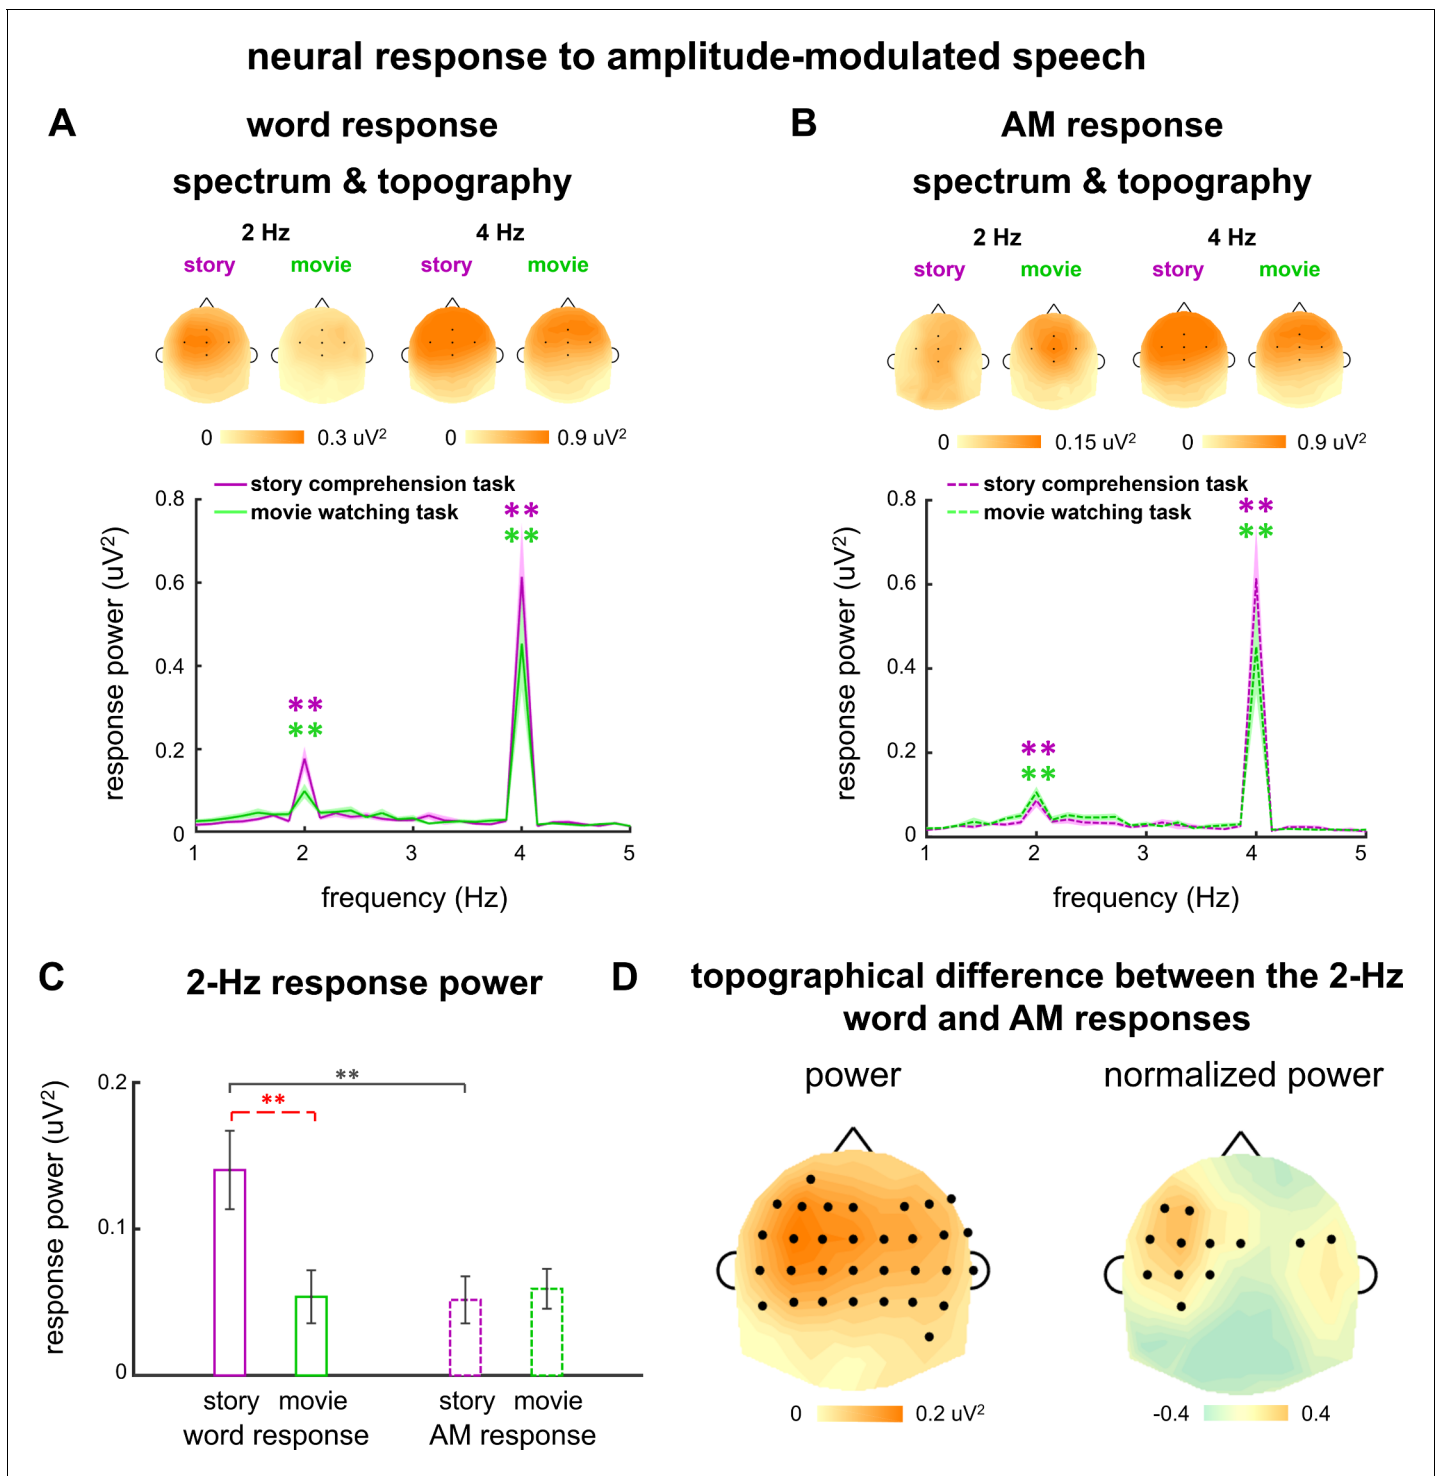 neural response to amplitude-modulated speech
A
word response
spectrum & topography
2 Hz
4 Hz
story
movie
story
movie
0
0.3 uV²
0
0.9 uV²
story comprehension task
movie watching task
**
**
**
**
response power (uV²)
0.8
0.6
0.4
0.2
0
1
2
3
4
5
frequency (Hz)
B
AM response
spectrum & topography
2 Hz
4 Hz
story
movie
story
movie
0
0.15 uV²
0
0.9 uV²
story comprehension task
movie watching task
**
**
**
**
response power (uV²)
0.8
0.6
0.4
0.2
0
1
2
3
4
5
frequency (Hz)
C
2-Hz response power
response power (uV²)
0.2
0.1
0
**
**
story
movie
story
movie
word response
AM response
D
topographical difference between the 2-Hz
word and AM responses
power
normalized power
0
0.2 uV²
-0.4
0.4